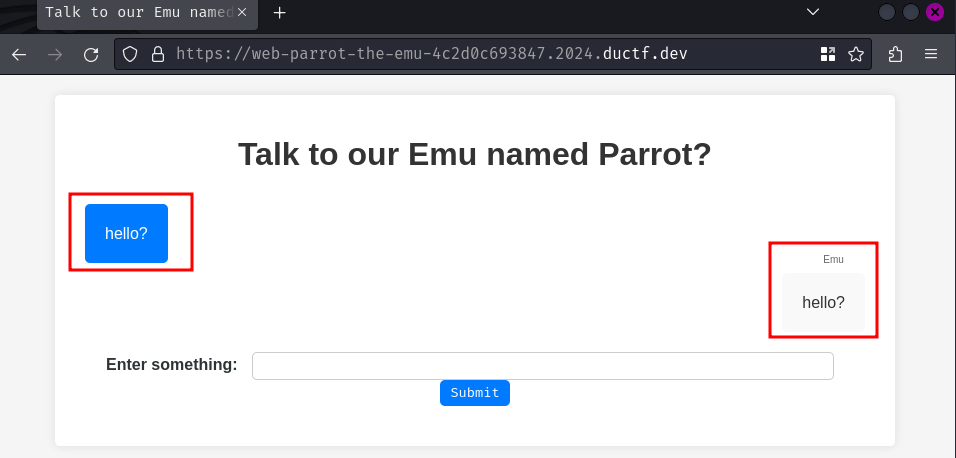 Talk to our Emu named
https://web-parrot-the-emu-4c2d0c693847.2024.ductf.dev
Talk to our Emu named Parrot?
hello?
Emu
hello?
Enter something:
Submit